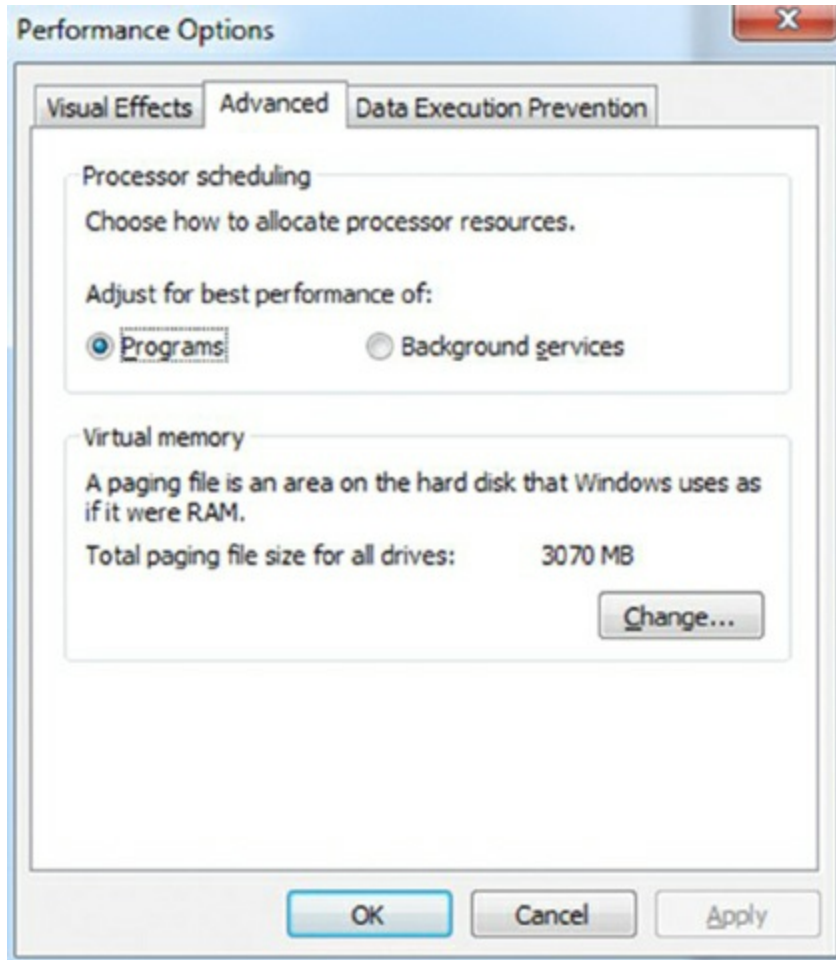 Performance Options
Visual Effects Advanced Data Execution Prevention
Processor scheduling
Choose how to allocate processor resources.
Adjust for best performance of:
Programs Background services
Virtual memory
A paging file is an area on the hard disk that Windows uses as
if it were RAM.
Total paging file size for all drives: 3070 MB
Change...
OK Cancel Apply